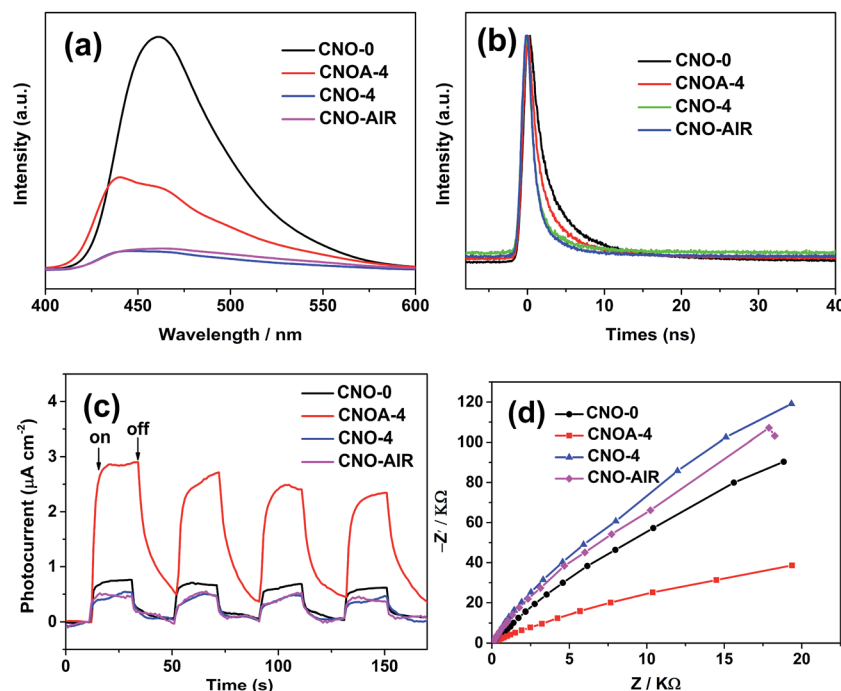 (a)
CNO-0
CNOA-4
CNO-4
CNO-AIR
Intensity (a.u.)
400 450 500 550 600
Wavelength / nm
(b)
CNO-0
CNOA-4
CNO-4
CNO-AIR
Intensity (a.u.)
0 10 20 30 40
Times (ns)
(c)
CNO-0
CNOA-4
CNO-4
CNO-AIR
on
off
Photocurrent (μA cm⁻²)
4
3
2
1
0
0 50 100 150
Time (s)
(d)
CNO-0
CNOA-4
CNO-4
CNO-AIR
-Z' / KΩ
120
100
80
60
40
20
0
0 5 10 15 20
Z / KΩ